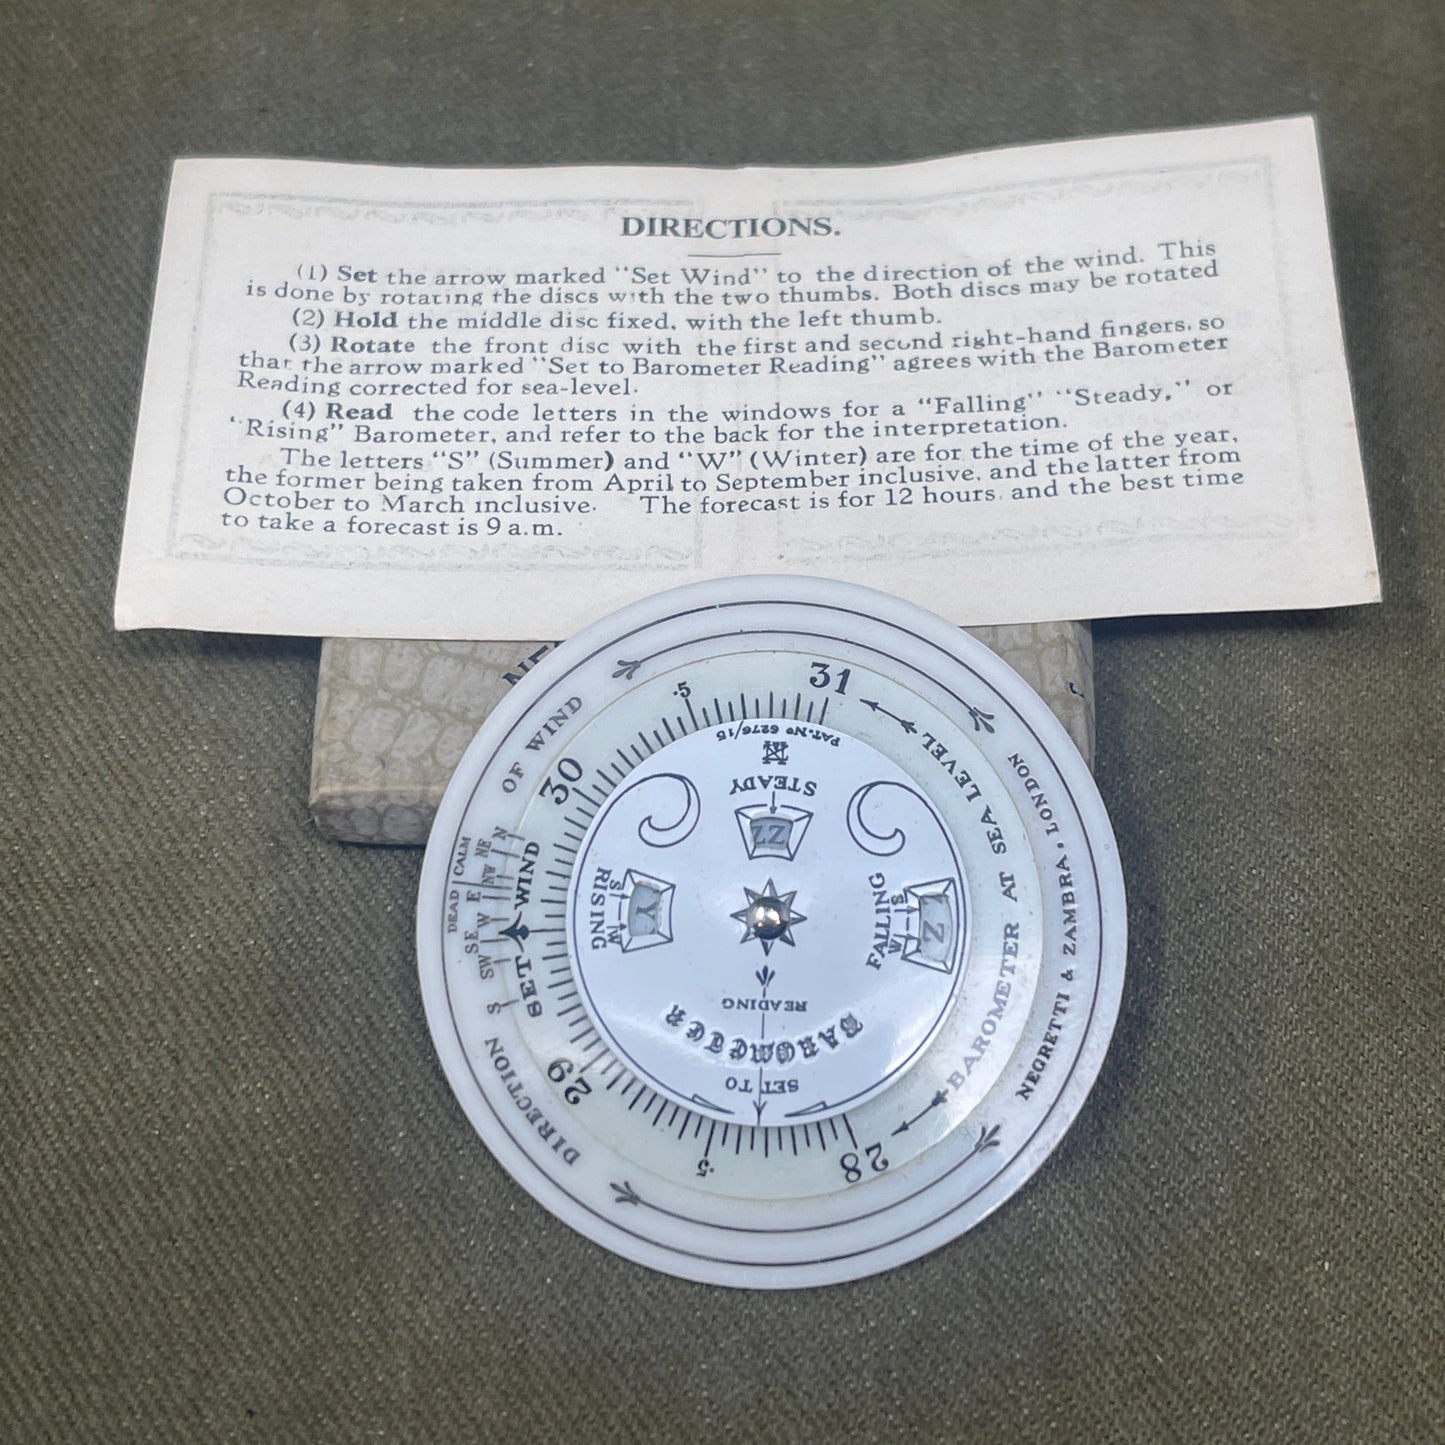 DIRECTIONS.
(1) Set the arrow marked "Set Wind" to the direction of the wind. This
is done by rotating the discs with the two thumbs. Both discs may be rotated
(2) Hold the middle disc fixed, with the left thumb.
(3) Rotate the front disc with the first and second right-hand fingers, so
that the arrow marked "Set to Barometer Reading" agrees with the Barometer
Reading corrected for sea-level.
(4) Read the code letters in the windows for a "Falling" "Steady," or
"Rising" Barometer, and refer to the back for the interpretation.
The letters "S" (Summer) and "W" (Winter) are for the time of the year,
the former being taken from April to September inclusive, and the latter from
October to March inclusive. The forecast is for 12 hours, and the best time
to take a forecast is 9 a.m.
NE
DIRECTION OF WIND
S SW SE W E NW NE N
DEAD CALM
SET WIND
28 .5 29 30 .5 31
BAROMETER AT SEA LEVEL
NEGRETTI & ZAMBRA, LONDON
PAT. No 6276/15
NZ
STEADY
ZZ
RISING
S W
Y
FALLING
W S
Z
SET TO
BAROMETER
READING